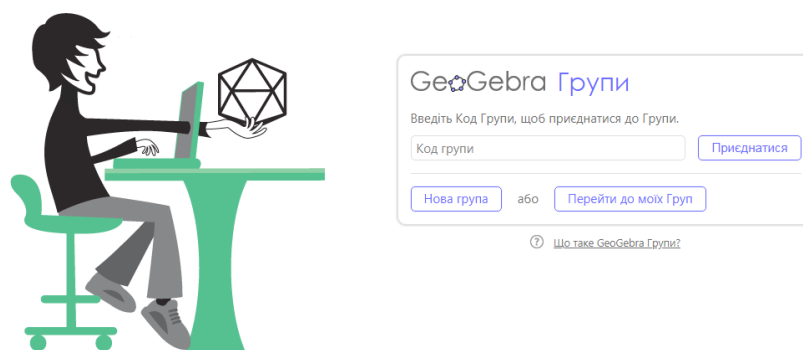 GeoGebra Групи
Введіть Код Групи, щоб приєднатися до Групи.
Код групи
Приєднатися
Нова група або Перейти до моїх Груп
? Що таке GeoGebra Групи?